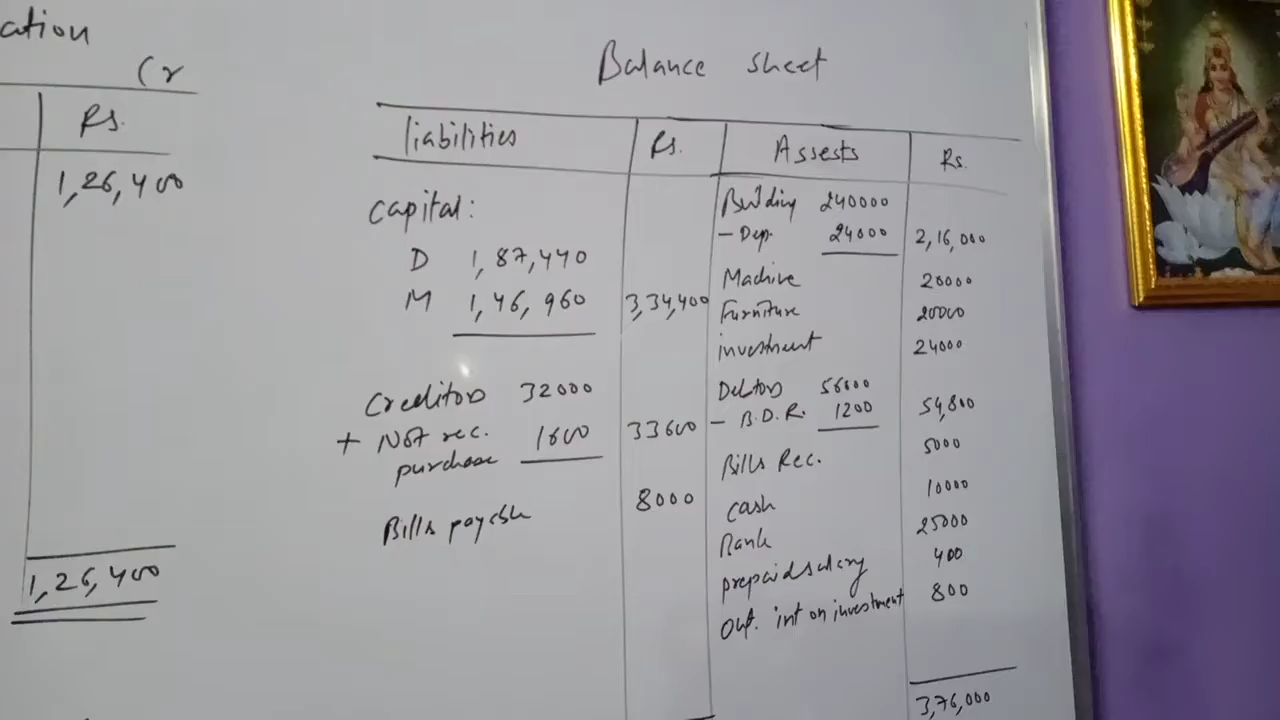 ation
Cr
Rs.
1,26,400
1,26,400
Balance sheet
liabilities Rs. Assests Rs.
Capital:
D 1,87,440
M 1,46,960 3,34,400
Creditors 32000
+ Not rec. purchase 1600 33600
Bills payable 8000
Building 240000
- Dep. 24000 2,16,000
Machine 20000
Furniture 20000
investment 24000
Debtors 56000
- B.D.R. 1200 54,800
Bills Rec. 5000
Cash 10000
Bank 25000
prepaid salary 400
Out. int on investment 800
3,76,000